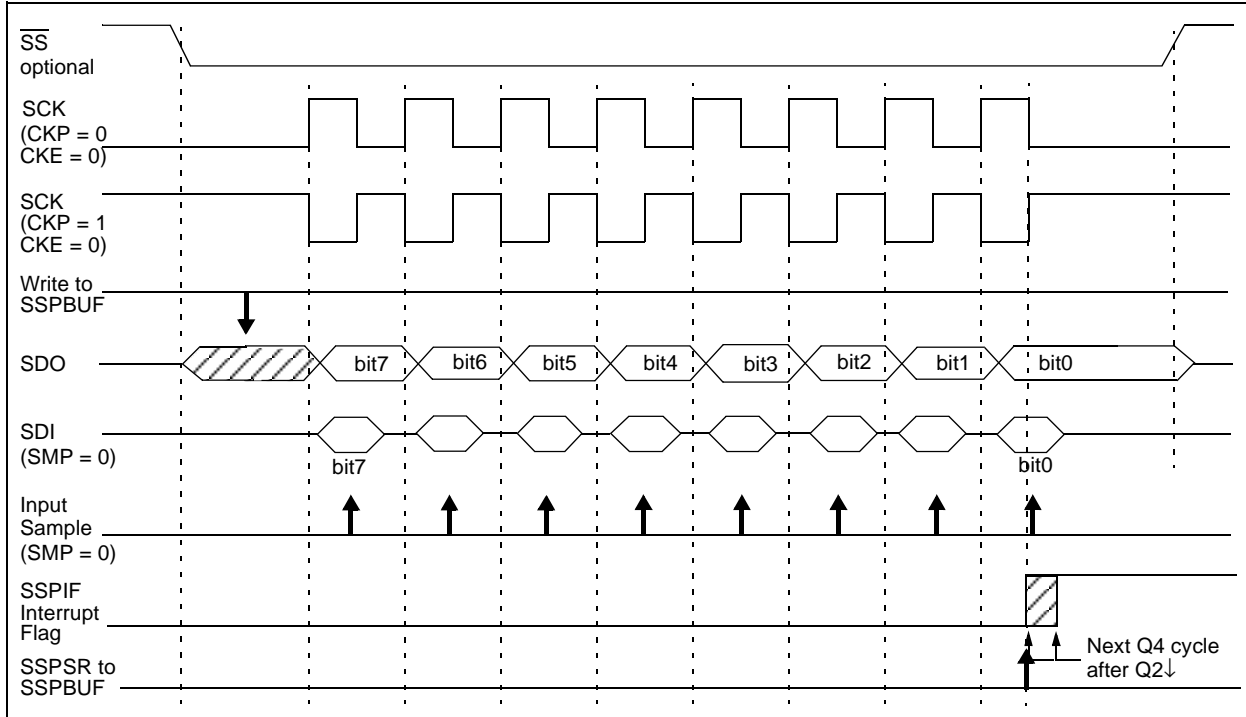 SS
optional
SCK
(CKP = 0
CKE = 0)
SCK
(CKP = 1
CKE = 0)
Write to
SSPBUF
SDO
bit7
bit6
bit5
bit4
bit3
bit2
bit1
bit0
SDI
(SMP = 0)
bit7
bit0
Input
Sample
(SMP = 0)
SSPIF
Interrupt
Flag
Next Q4 cycle
after Q2↓
SSPSR to
SSPBUF